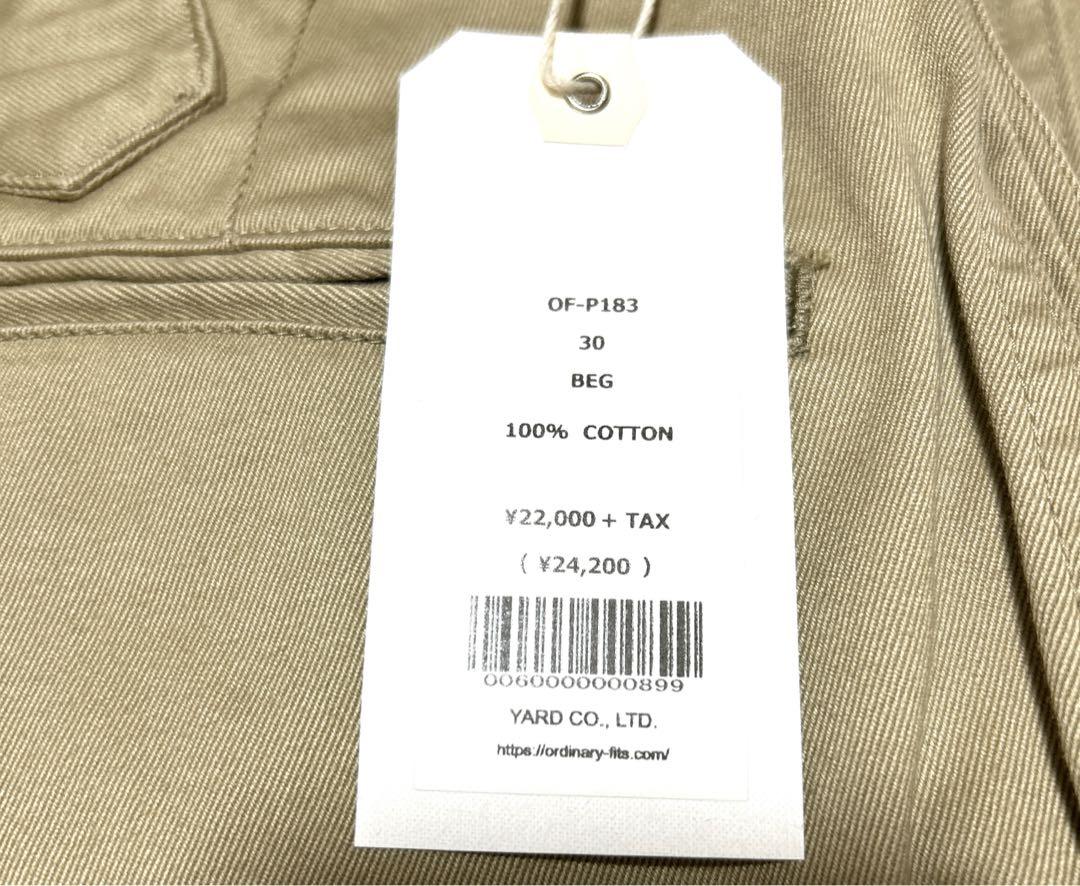 OF-P183
30
BEG
100% COTTON
¥22,000 + TAX
( ¥24,200 )
0060000000899
YARD CO., LTD.
https://ordinary-fits.com/